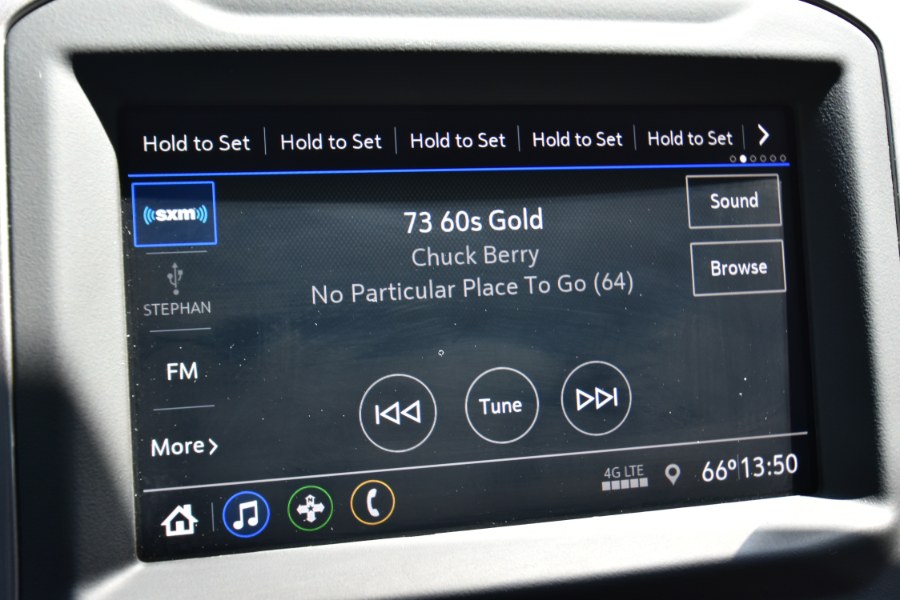 Hold to Set Hold to Set Hold to Set Hold to Set Hold to Set
sxm
Sound
73 60s Gold
Chuck Berry
Browse
No Particular Place To Go (64)
STEPHAN
FM
Tune
More
4G LTE
66° 13:50